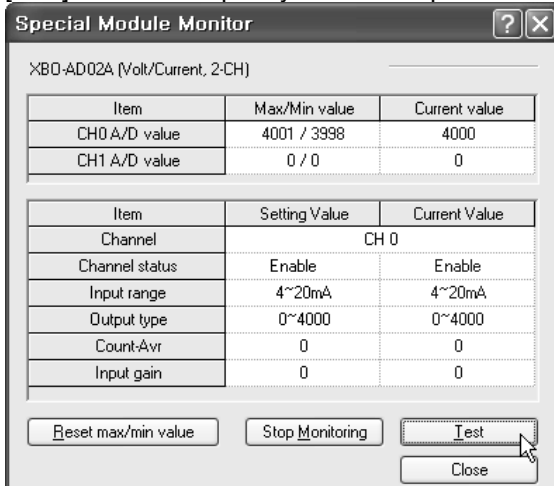 Special Module Monitor
XBO-AD02A (Volt/Current, 2-CH)
Item Max/Min value Current value
CH0 A/D value 4001 / 3998 4000
CH1 A/D value 0 / 0 0
Item Setting Value Current Value
Channel CH 0
Channel status Enable Enable
Input range 4~20mA 4~20mA
Output type 0~4000 0~4000
Count-Avr 0 0
Input gain 0 0
Reset max/min value Stop Monitoring Test
Close